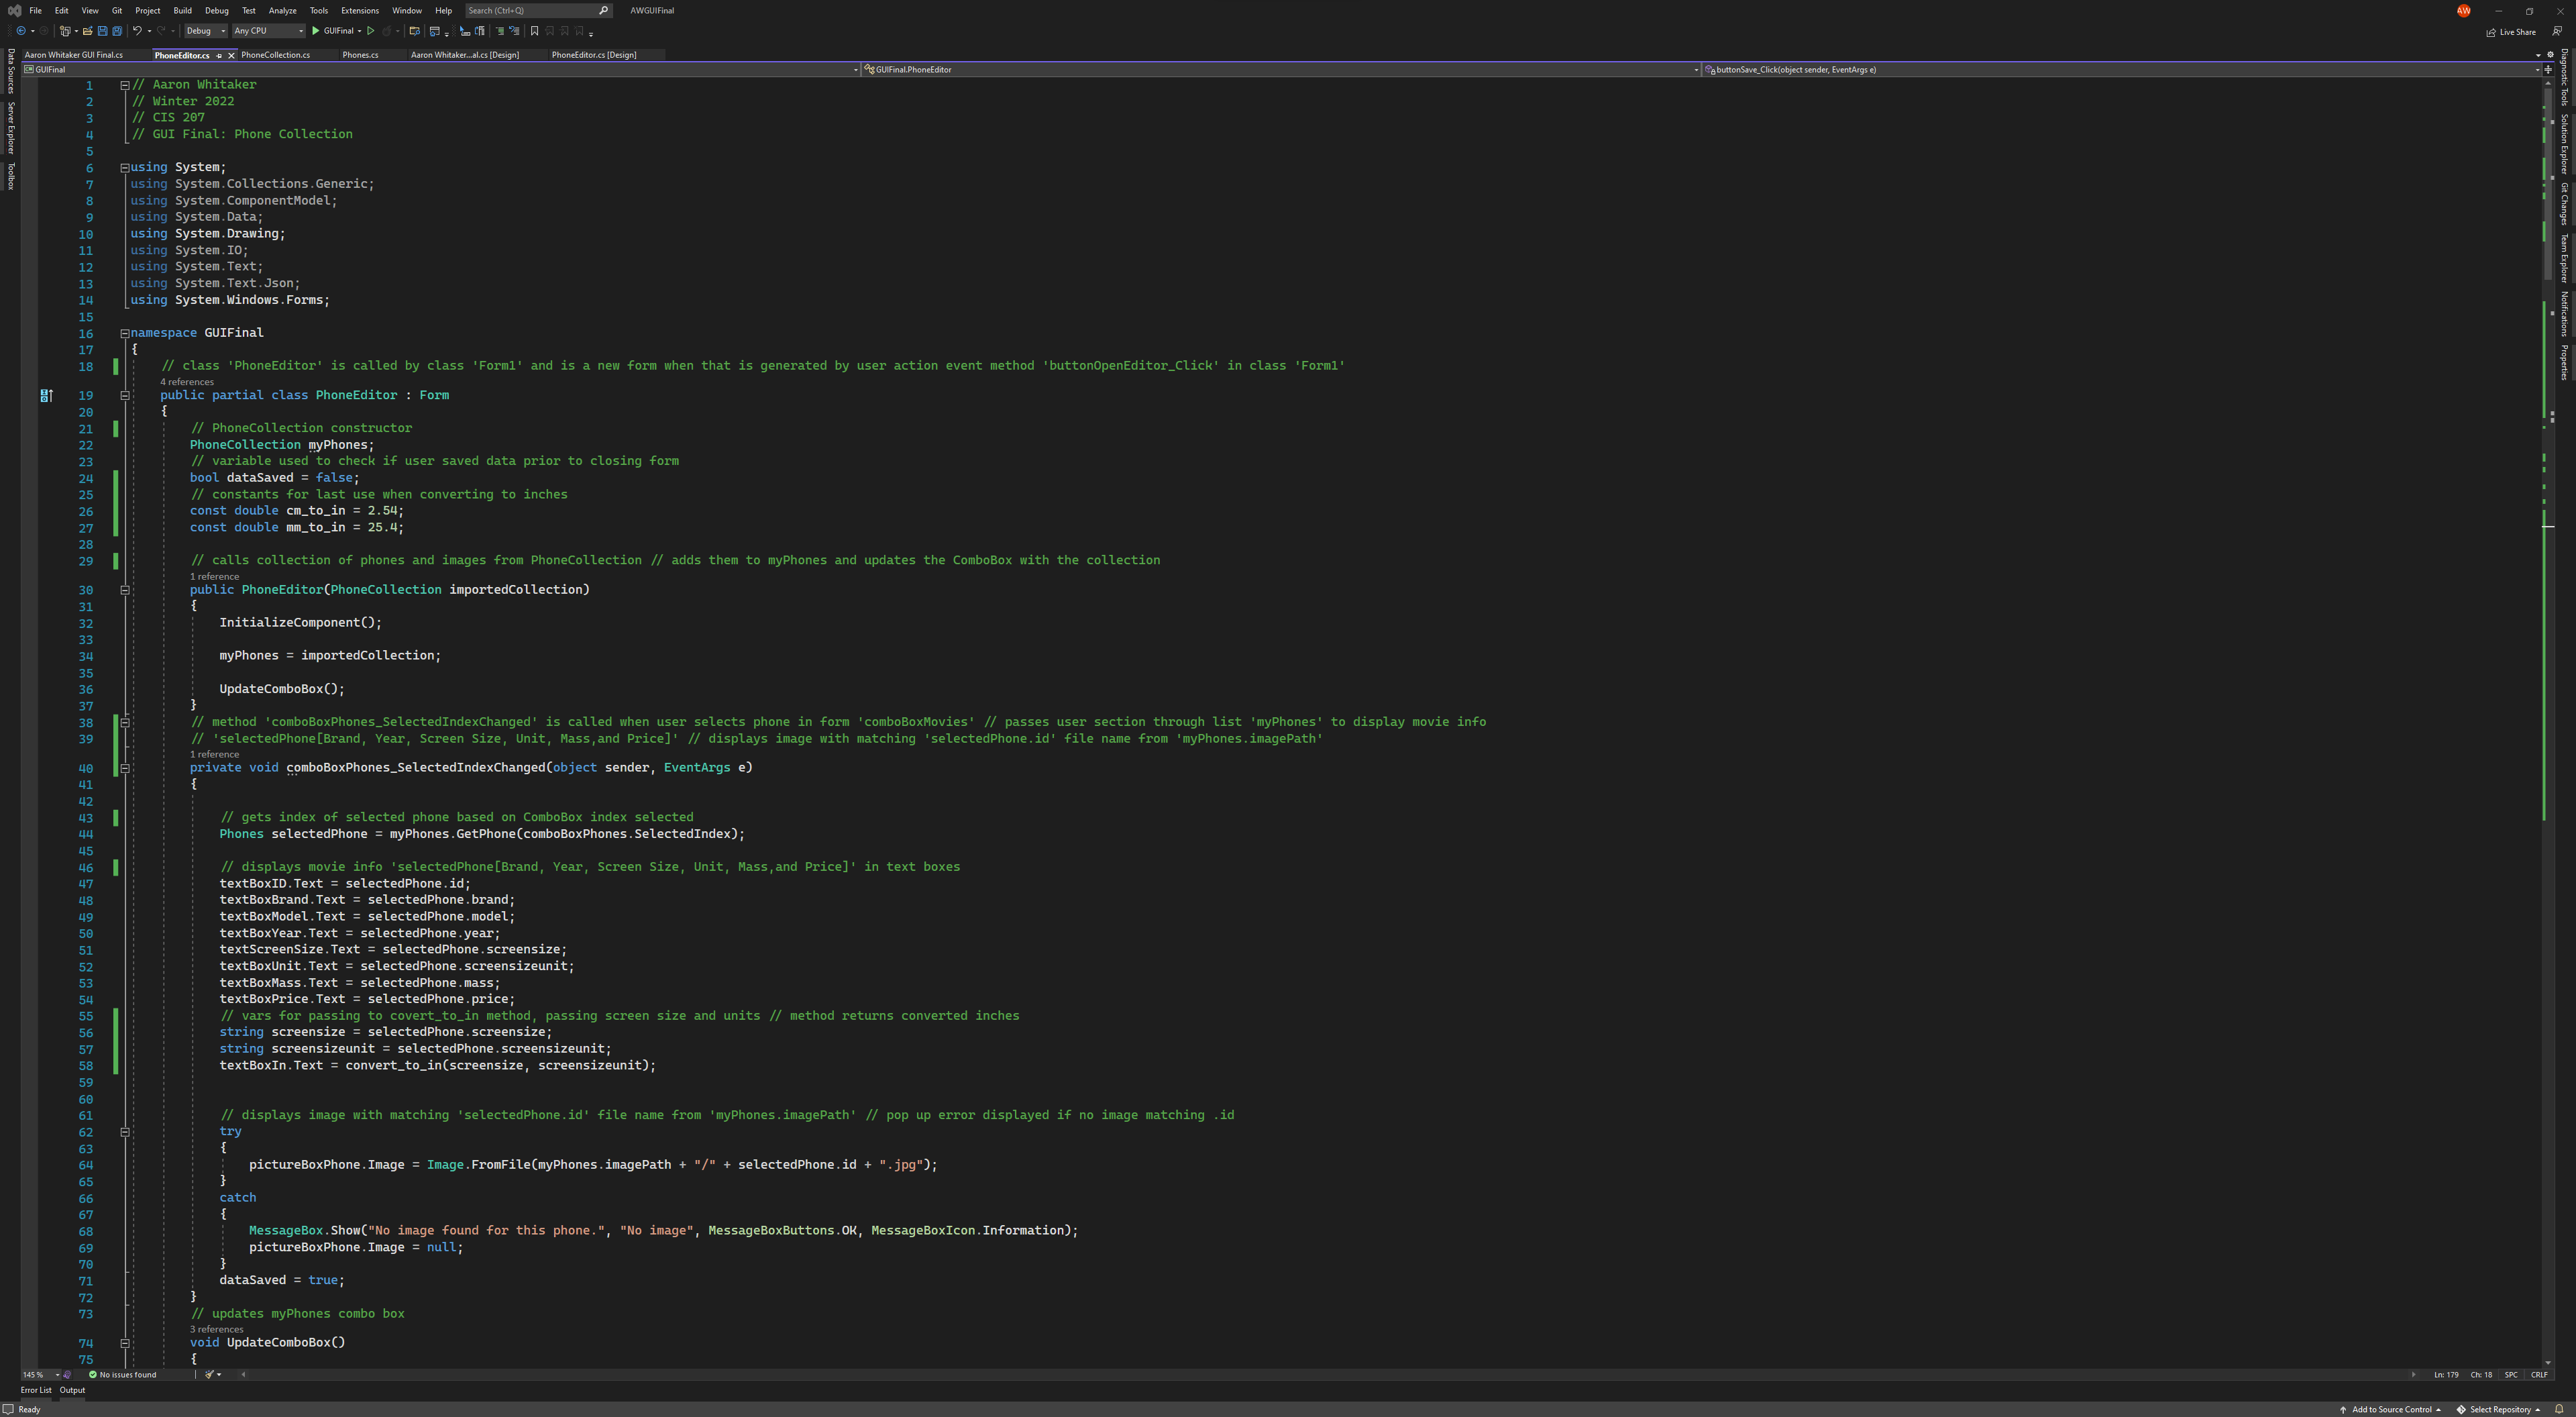 File Edit View Git Project Build Debug Test Analyze Tools Extensions Window Help Search (Ctrl+Q) AWGUIFinal AW
Debug Any CPU GUIFinal Live Share
Aaron Whitaker GUI Final.cs PhoneEditor.cs PhoneCollection.cs Phones.cs Aaron Whitaker...al.cs [Design] PhoneEditor.cs [Design]
GUIFinal GUIFinal.PhoneEditor buttonSave_Click(object sender, EventArgs e)
Data Sources
Server Explorer
Toolbox
1 // Aaron Whitaker
2 // Winter 2022
3 // CIS 207
4 // GUI Final: Phone Collection
5
6 using System;
7 using System.Collections.Generic;
8 using System.ComponentModel;
9 using System.Data;
10 using System.Drawing;
11 using System.IO;
12 using System.Text;
13 using System.Text.Json;
14 using System.Windows.Forms;
15
16 namespace GUIFinal
17 {
18 // class 'PhoneEditor' is called by class 'Form1' and is a new form when that is generated by user action event method 'buttonOpenEditor_Click' in class 'Form1'
4 references
19 public partial class PhoneEditor : Form
20 {
21 // PhoneCollection constructor
22 PhoneCollection myPhones;
23 // variable used to check if user saved data prior to closing form
24 bool dataSaved = false;
25 // constants for last use when converting to inches
26 const double cm_to_in = 2.54;
27 const double mm_to_in = 25.4;
28
29 // calls collection of phones and images from PhoneCollection // adds them to myPhones and updates the ComboBox with the collection
1 reference
30 public PhoneEditor(PhoneCollection importedCollection)
31 {
32 InitializeComponent();
33
34 myPhones = importedCollection;
35
36 UpdateComboBox();
37 }
38 // method 'comboBoxPhones_SelectedIndexChanged' is called when user selects phone in form 'comboBoxMovies' // passes user section through list 'myPhones' to display movie info
39 // 'selectedPhone[Brand, Year, Screen Size, Unit, Mass,and Price]' // displays image with matching 'selectedPhone.id' file name from 'myPhones.imagePath'
1 reference
40 private void comboBoxPhones_SelectedIndexChanged(object sender, EventArgs e)
41 {
42
43 // gets index of selected phone based on ComboBox index selected
44 Phones selectedPhone = myPhones.GetPhone(comboBoxPhones.SelectedIndex);
45
46 // displays movie info 'selectedPhone[Brand, Year, Screen Size, Unit, Mass,and Price]' in text boxes
47 textBoxID.Text = selectedPhone.id;
48 textBoxBrand.Text = selectedPhone.brand;
49 textBoxModel.Text = selectedPhone.model;
50 textBoxYear.Text = selectedPhone.year;
51 textScreenSize.Text = selectedPhone.screensize;
52 textBoxUnit.Text = selectedPhone.screensizeunit;
53 textBoxMass.Text = selectedPhone.mass;
54 textBoxPrice.Text = selectedPhone.price;
55 // vars for passing to covert_to_in method, passing screen size and units // method returns converted inches
56 string screensize = selectedPhone.screensize;
57 string screensizeunit = selectedPhone.screensizeunit;
58 textBoxIn.Text = convert_to_in(screensize, screensizeunit);
59
60
61 // displays image with matching 'selectedPhone.id' file name from 'myPhones.imagePath' // pop up error displayed if no image matching .id
62 try
63 {
64 pictureBoxPhone.Image = Image.FromFile(myPhones.imagePath + "/" + selectedPhone.id + ".jpg");
65 }
66 catch
67 {
68 MessageBox.Show("No image found for this phone.", "No image", MessageBoxButtons.OK, MessageBoxIcon.Information);
69 pictureBoxPhone.Image = null;
70 }
71 dataSaved = true;
72 }
73 // updates myPhones combo box
3 references
74 void UpdateComboBox()
75 {
Diagnostic Tools
Solution Explorer
Git Changes
Team Explorer
Notifications
Properties
145 % No issues found Ln: 179 Ch: 18 SPC CRLF
Error List Output
Ready Add to Source Control Select Repository